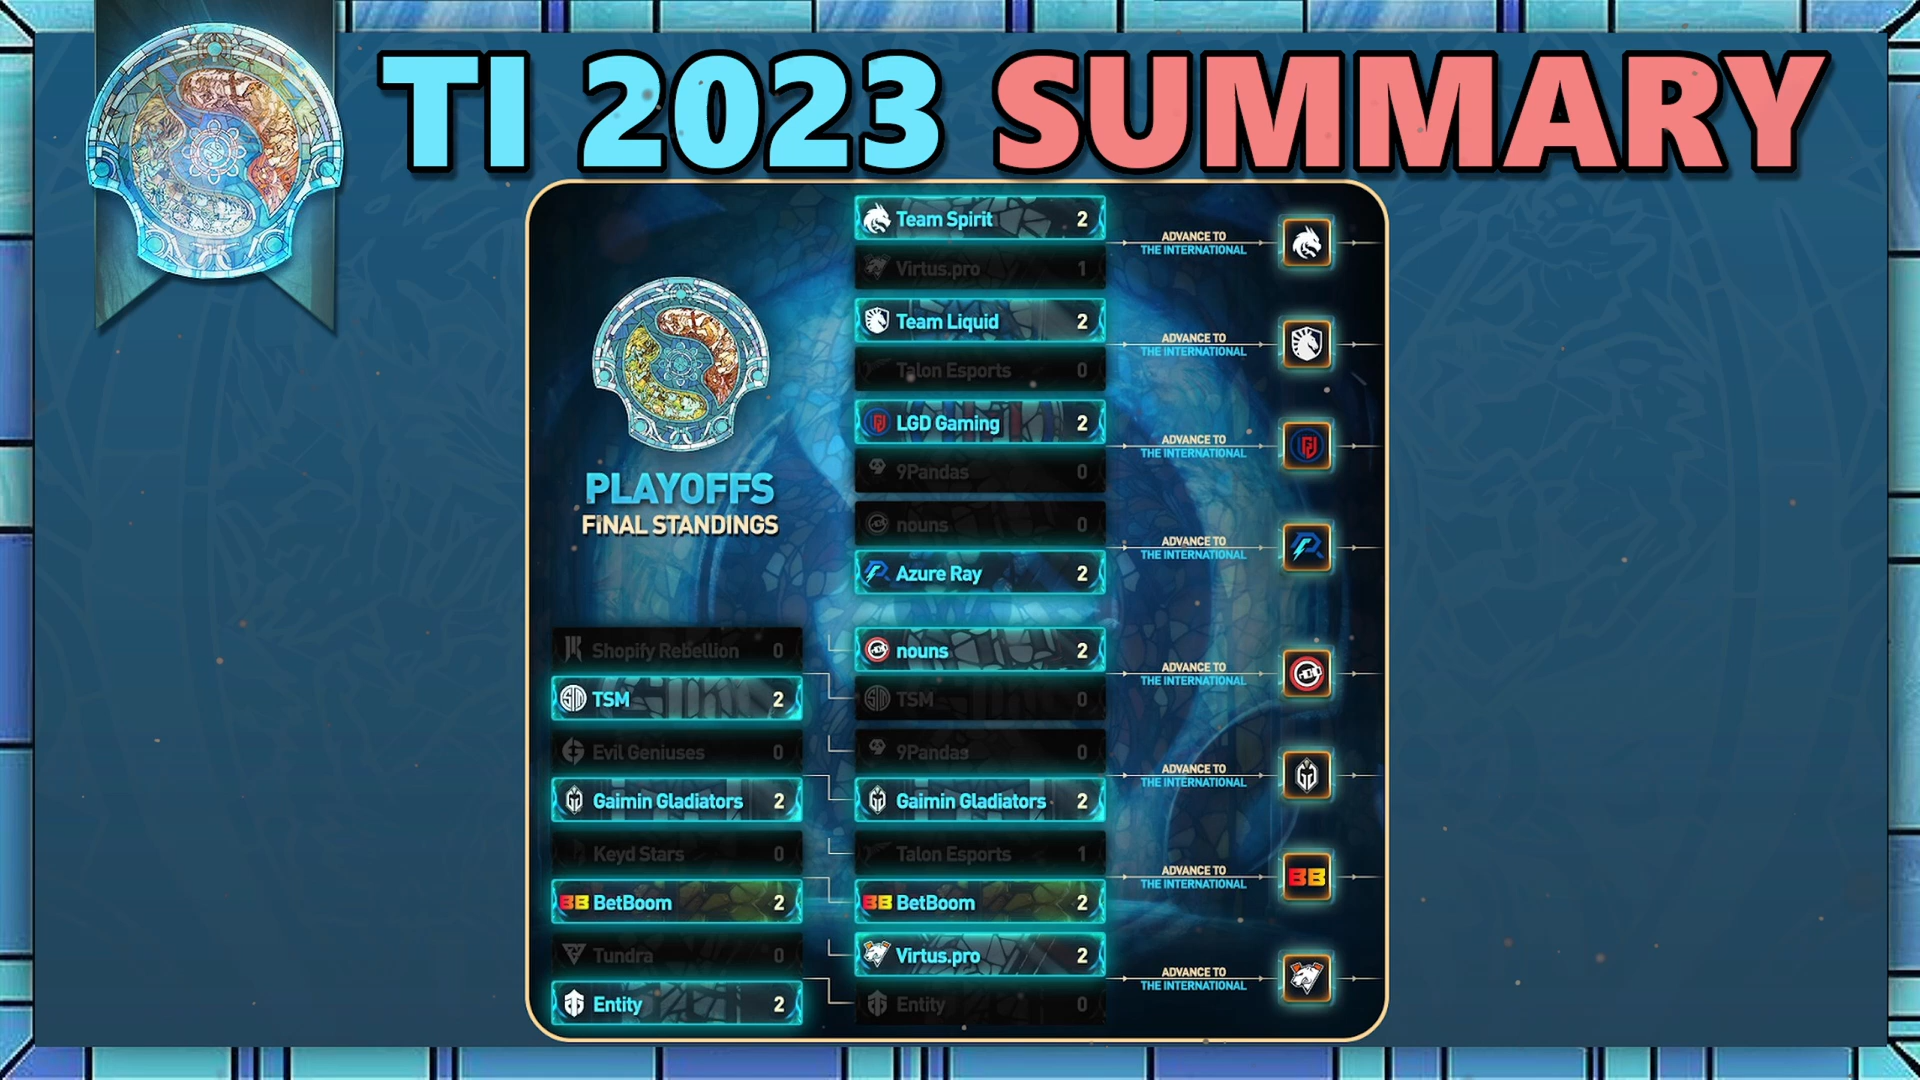 TI 2023 SUMMARY
PLAYOFFS
FINAL STANDINGS
Team Spirit 2
Virtus.pro 1
ADVANCE TO
THE INTERNATIONAL
Team Liquid 2
Talon Esports 0
ADVANCE TO
THE INTERNATIONAL
LGD Gaming 2
9Pandas 0
ADVANCE TO
THE INTERNATIONAL
nouns 0
Azure Ray 2
ADVANCE TO
THE INTERNATIONAL
Shopify Rebellion 0
TSM 2
nouns 2
TSM 0
ADVANCE TO
THE INTERNATIONAL
Evil Geniuses 0
Gaimin Gladiators 2
9Pandas 0
Gaimin Gladiators 2
ADVANCE TO
THE INTERNATIONAL
Keyd Stars 0
BB BetBoom 2
Talon Esports 1
BB BetBoom 2
ADVANCE TO
THE INTERNATIONAL
BB
Tundra 0
Entity 2
Virtus.pro 2
Entity 0
ADVANCE TO
THE INTERNATIONAL